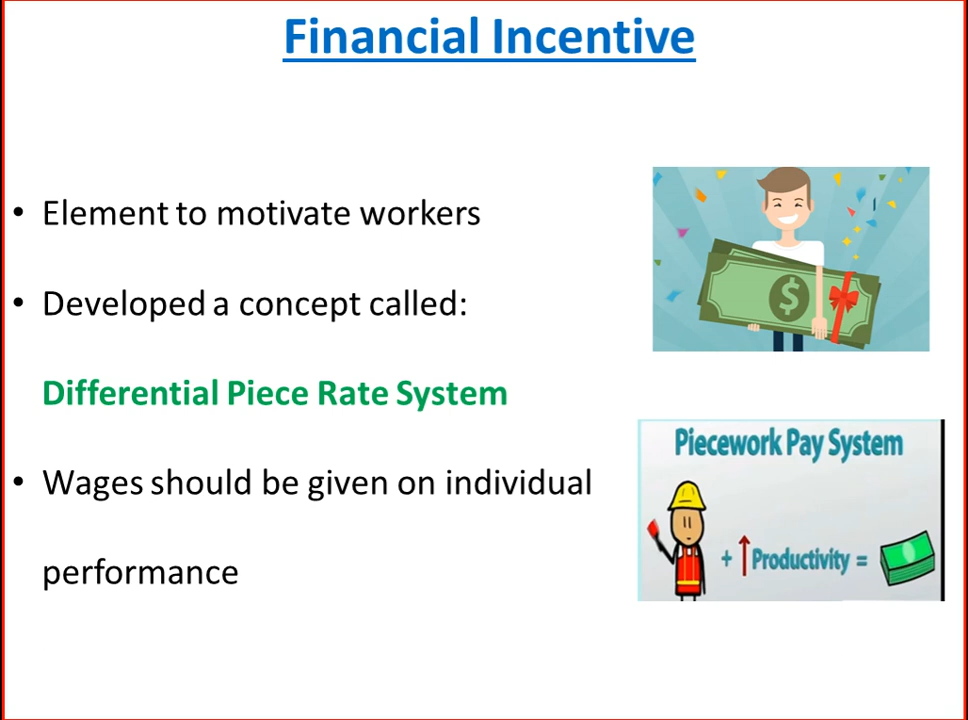 Financial Incentive
• Element to motivate workers
• Developed a concept called:
Differential Piece Rate System
• Wages should be given on individual
performance
$
Piecework Pay System
+ ↑ Productivity =